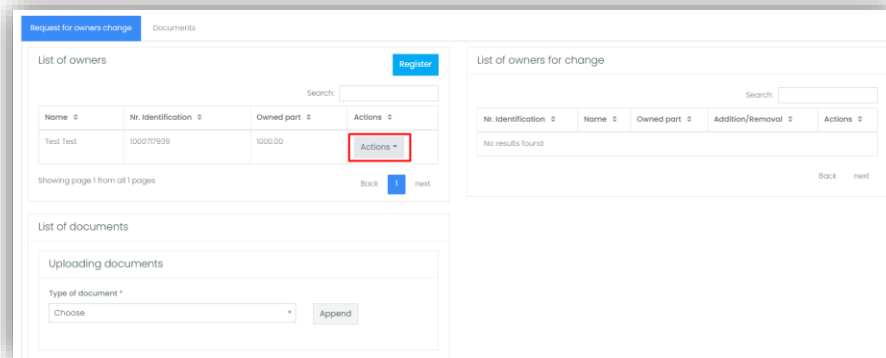 Request for owners change Documents
List of owners
Register
Search:
Name Nr. Identification Owned part Actions
Test Test 1000717939 1000.00 Actions
Showing page 1 from all 1 pages
Back 1 next
List of owners for change
Search:
Nr. Identification Name Owned part Addition/Removal Actions
No results found
Back next
List of documents
Uploading documents
Type of document *
Choose Append